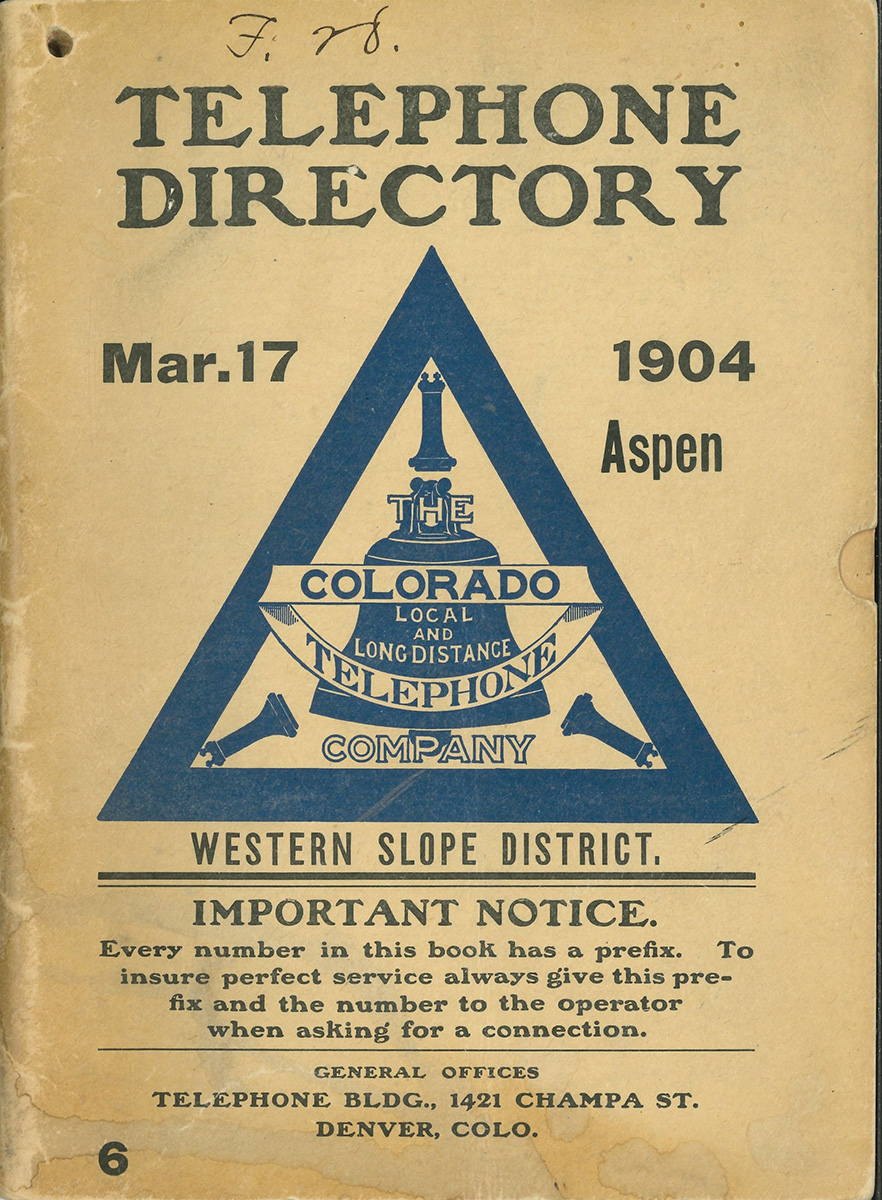 TELEPHONE
DIRECTORY
Mar.17 1904
Aspen
THE
COLORADO
LOCAL
AND
LONG DISTANCE
TELEPHONE
COMPANY
WESTERN SLOPE DISTRICT.
IMPORTANT NOTICE.
Every number in this book has a prefix. To
insure perfect service always give this pre-
fix and the number to the operator
when asking for a connection.
GENERAL OFFICES
TELEPHONE BLDG., 1421 CHAMPA ST.
DENVER, COLO.
6